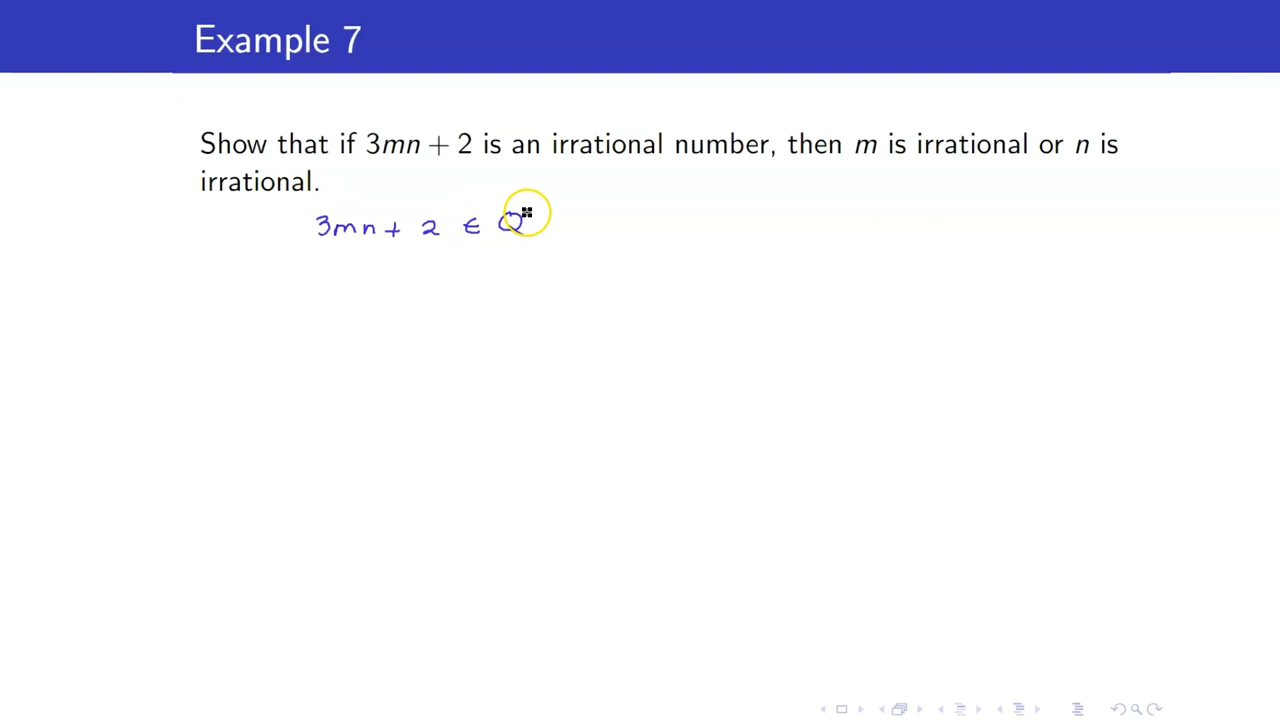 Example 7
Show that if 3mn + 2 is an irrational number, then m is irrational or n is
irrational.
3mn + 2 ∈ Q